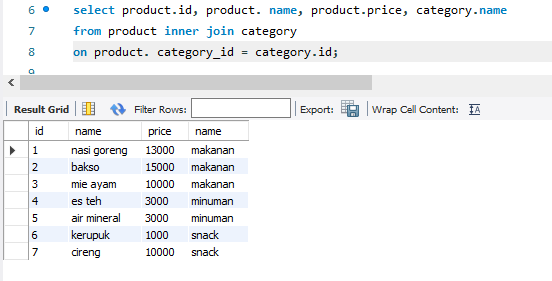 6 select product.id, product. name, product.price, category.name
7 from product inner join category
8 on product. category_id = category.id;
9
Result Grid Filter Rows: Export: Wrap Cell Content: IA
id name price name
1 nasi goreng 13000 makanan
2 bakso 15000 makanan
3 mie ayam 10000 makanan
4 es teh 3000 minuman
5 air mineral 3000 minuman
6 kerupuk 1000 snack
7 cireng 10000 snack